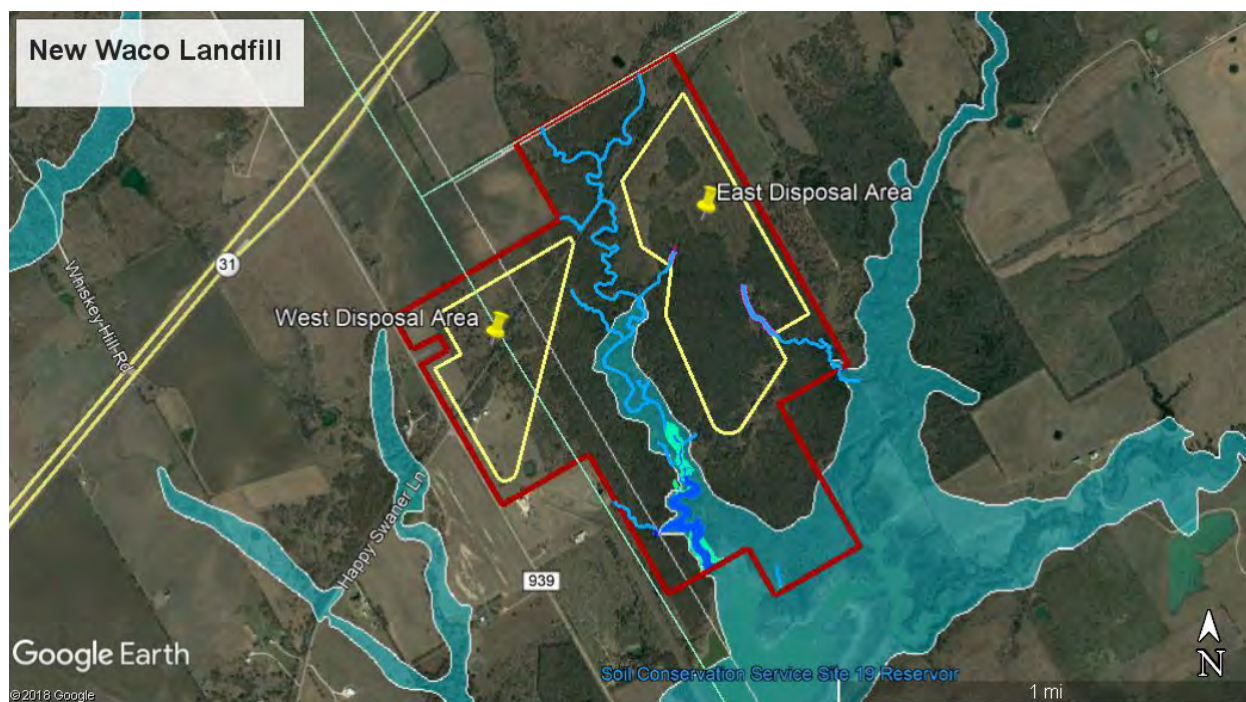 New Waco Landfill
East Disposal Area
31
Whiskey Hill Rd
West Disposal Area
Happy Swaner Ln
939
Google Earth
N
Soil Conservation Service Site 19 Reservoir
1 mi
© 2018 Google